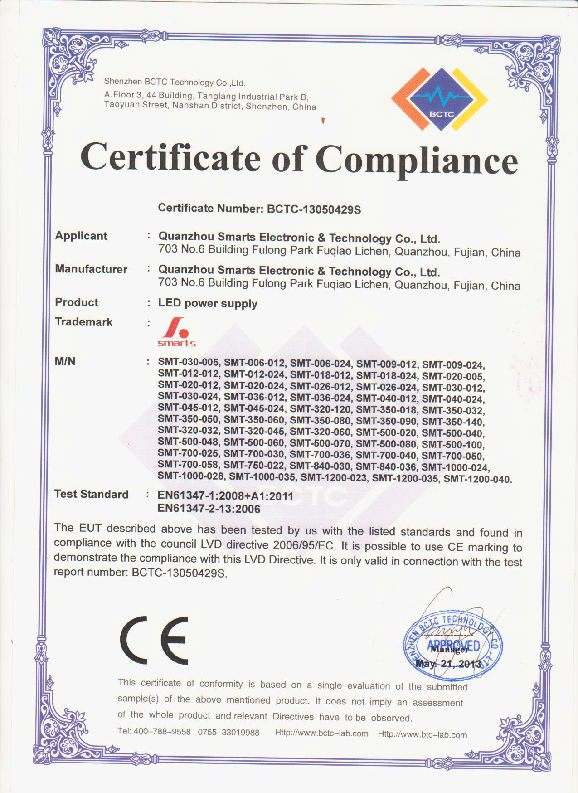 Shenzhen BCTC Technology Co.,Ltd.
A Floor 3, 44 Building, Tanglang Industrial Park B,
Taoyuan Street, Nanshan District, Shenzhen, China
BCTC
Certificate of Compliance
Certificate Number: BCTC-13050429S
Applicant : Quanzhou Smarts Electronic & Technology Co., Ltd.
703 No.6 Building Fulong Park Fuqiao Lichen, Quanzhou, Fujian, China
Manufacturer : Quanzhou Smarts Electronic & Technology Co., Ltd.
703 No.6 Building Fulong Park Fuqiao Lichen, Quanzhou, Fujian, China
Product : LED power supply
Trademark :
smarts
M/N : SMT-030-005, SMT-006-012, SMT-006-024, SMT-009-012, SMT-009-024,
SMT-012-012, SMT-012-024, SMT-018-012, SMT-018-024, SMT-020-005,
SMT-020-012, SMT-020-024, SMT-026-012, SMT-026-024, SMT-030-012,
SMT-030-024, SMT-036-012, SMT-036-024, SMT-040-012, SMT-040-024,
SMT-045-012, SMT-045-024, SMT-320-120, SMT-350-018, SMT-350-032,
SMT-350-050, SMT-350-060, SMT-350-080, SMT-350-090, SMT-350-140,
SMT-320-032, SMT-320-045, SMT-320-060, SMT-500-020, SMT-500-040,
SMT-500-048, SMT-500-060, SMT-500-070, SMT-500-080, SMT-500-100,
SMT-700-025, SMT-700-030, SMT-700-036, SMT-700-040, SMT-700-050,
SMT-700-058, SMT-750-022, SMT-840-030, SMT-840-036, SMT-1000-024,
SMT-1000-028, SMT-1000-035, SMT-1200-023, SMT-1200-035, SMT-1200-040.
Test Standard : EN61347-1:2008+A1:2011
EN61347-2-13:2006
The EUT described above has been tested by us with the listed standards and found in
compliance with the council LVD directive 2006/95/EC. It is possible to use CE marking to
demonstrate the compliance with this LVD Directive. It is only valid in connection with the test
report number: BCTC-13050429S.
CE
SHENZHEN BCTC TECHNOLOGY CO.,LTD
APPROVED
Manager
May. 21, 2013
This certificate of conformity is based on a single evaluation of the submitted
sample(s) of the above mentioned product. It does not imply an assessment
of the whole product and relevant Directives have to be observed.
Tel: 400-788-9558 0755-33019988 Http://www.bctc-lab.com Http://www.btc-lab.com